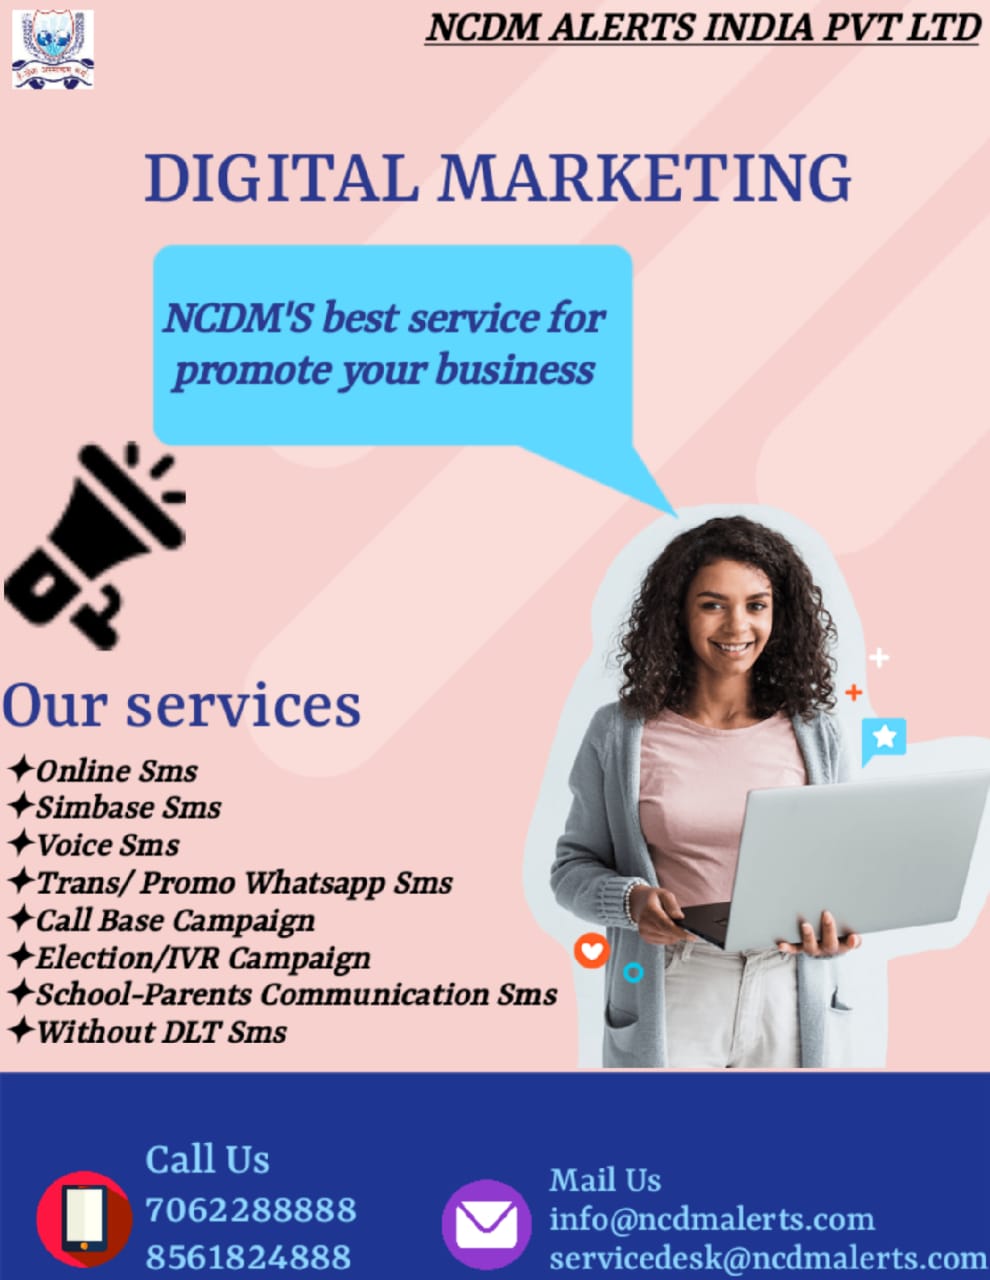 NCDM ALERTS INDIA PVT LTD
DIGITAL MARKETING
NCDM'S best service for
promote your business
Our services
Online Sms
Simbase Sms
Voice Sms
Trans/ Promo Whatsapp Sms
Call Base Campaign
Election/IVR Campaign
School-Parents Communication Sms
Without DLT Sms
Call Us
7062288888
8561824888
Mail Us
info@ncdmalerts.com
servicedesk@ncdmalerts.com